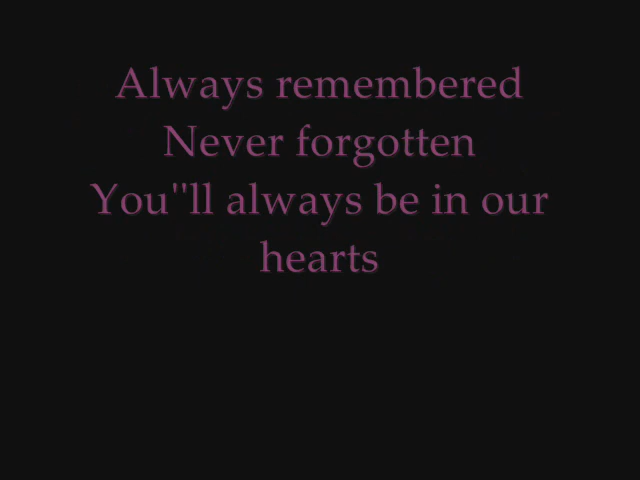 Always remembered
Never forgotten
You''ll always be in our
hearts